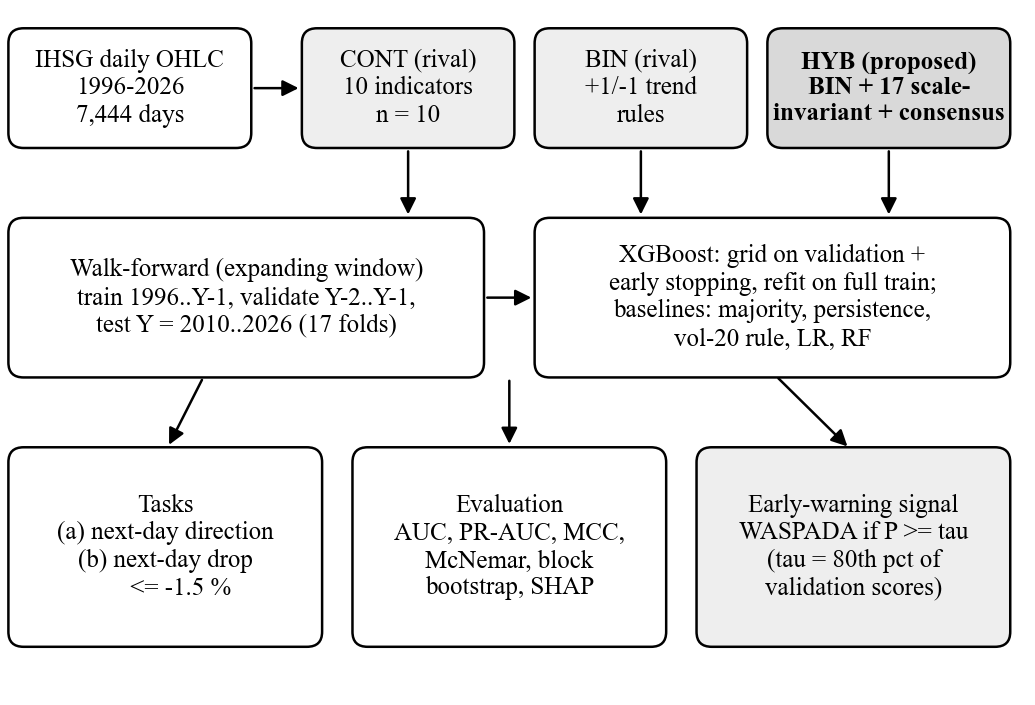 IHSG daily OHLC
1996-2026
7,444 days
CONT (rival)
10 indicators
n = 10
BIN (rival)
+1/-1 trend
rules
HYB (proposed)
BIN + 17 scale-
invariant + consensus
Walk-forward (expanding window)
train 1996..Y-1, validate Y-2..Y-1,
test Y = 2010..2026 (17 folds)
XGBoost: grid on validation +
early stopping, refit on full train;
baselines: majority, persistence,
vol-20 rule, LR, RF
Tasks
(a) next-day direction
(b) next-day drop
<= -1.5 %
Evaluation
AUC, PR-AUC, MCC,
McNemar, block
bootstrap, SHAP
Early-warning signal
WASPADA if P >= tau
(tau = 80th pct of
validation scores)